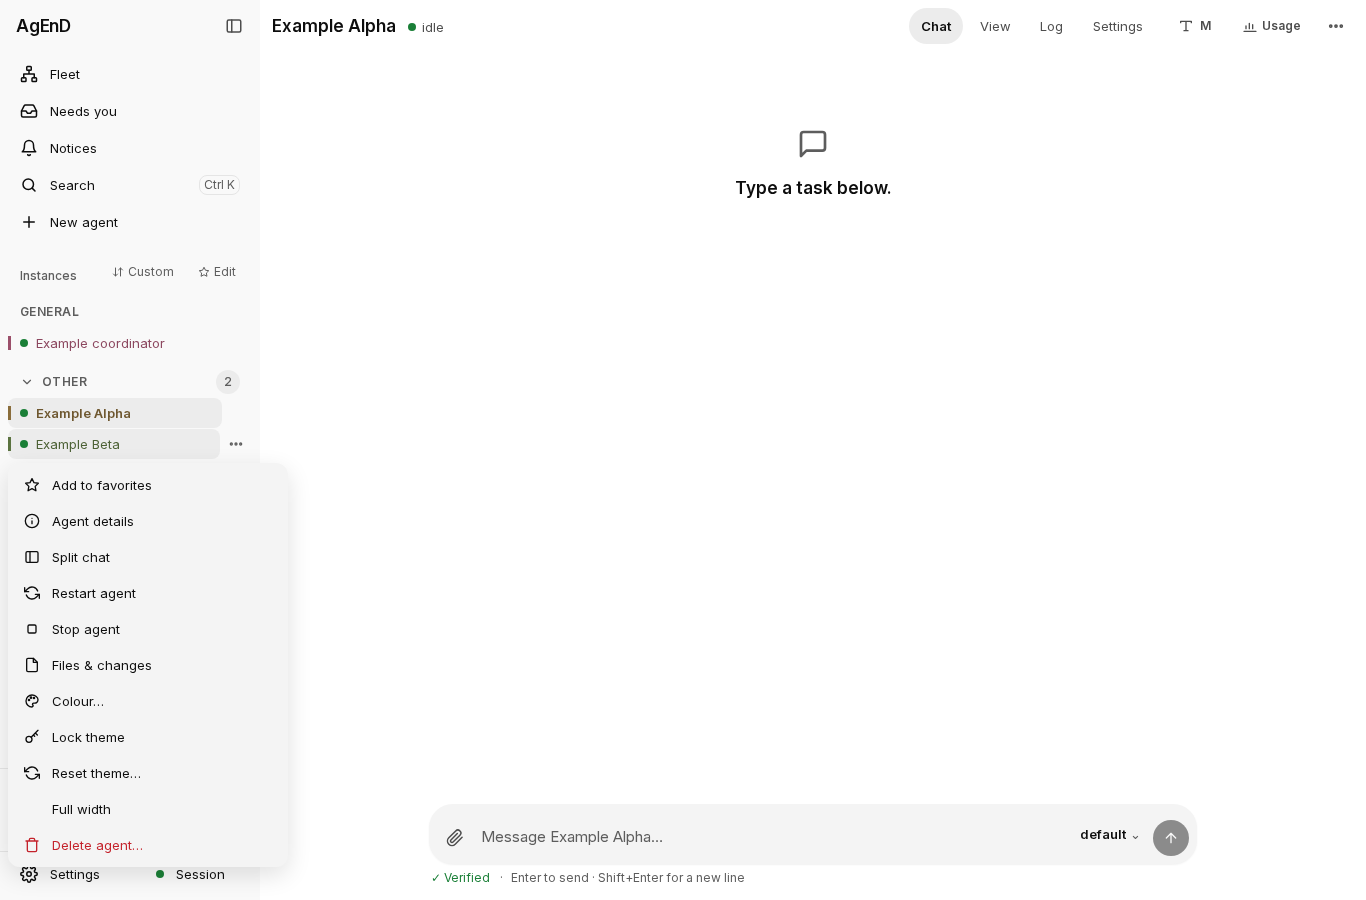 AgEnD
Fleet
Needs you
Notices
Search Ctrl K
New agent
Instances Custom Edit
GENERAL
Example coordinator
OTHER 2
Example Alpha
Example Beta
Add to favorites
Agent details
Split chat
Restart agent
Stop agent
Files & changes
Colour…
Lock theme
Reset theme…
Full width
Delete agent…
Settings Session
Example Alpha idle
Chat View Log Settings M Usage
Type a task below.
Message Example Alpha…
default
✓ Verified · Enter to send · Shift+Enter for a new line